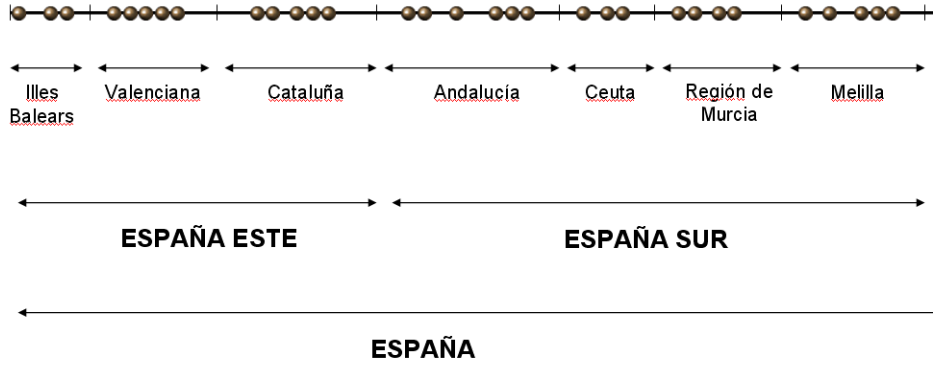 Illes
Balears
Valenciana
Cataluña
Andalucía
Ceuta
Región de
Murcia
Melilla
ESPAÑA ESTE
ESPAÑA SUR
ESPAÑA